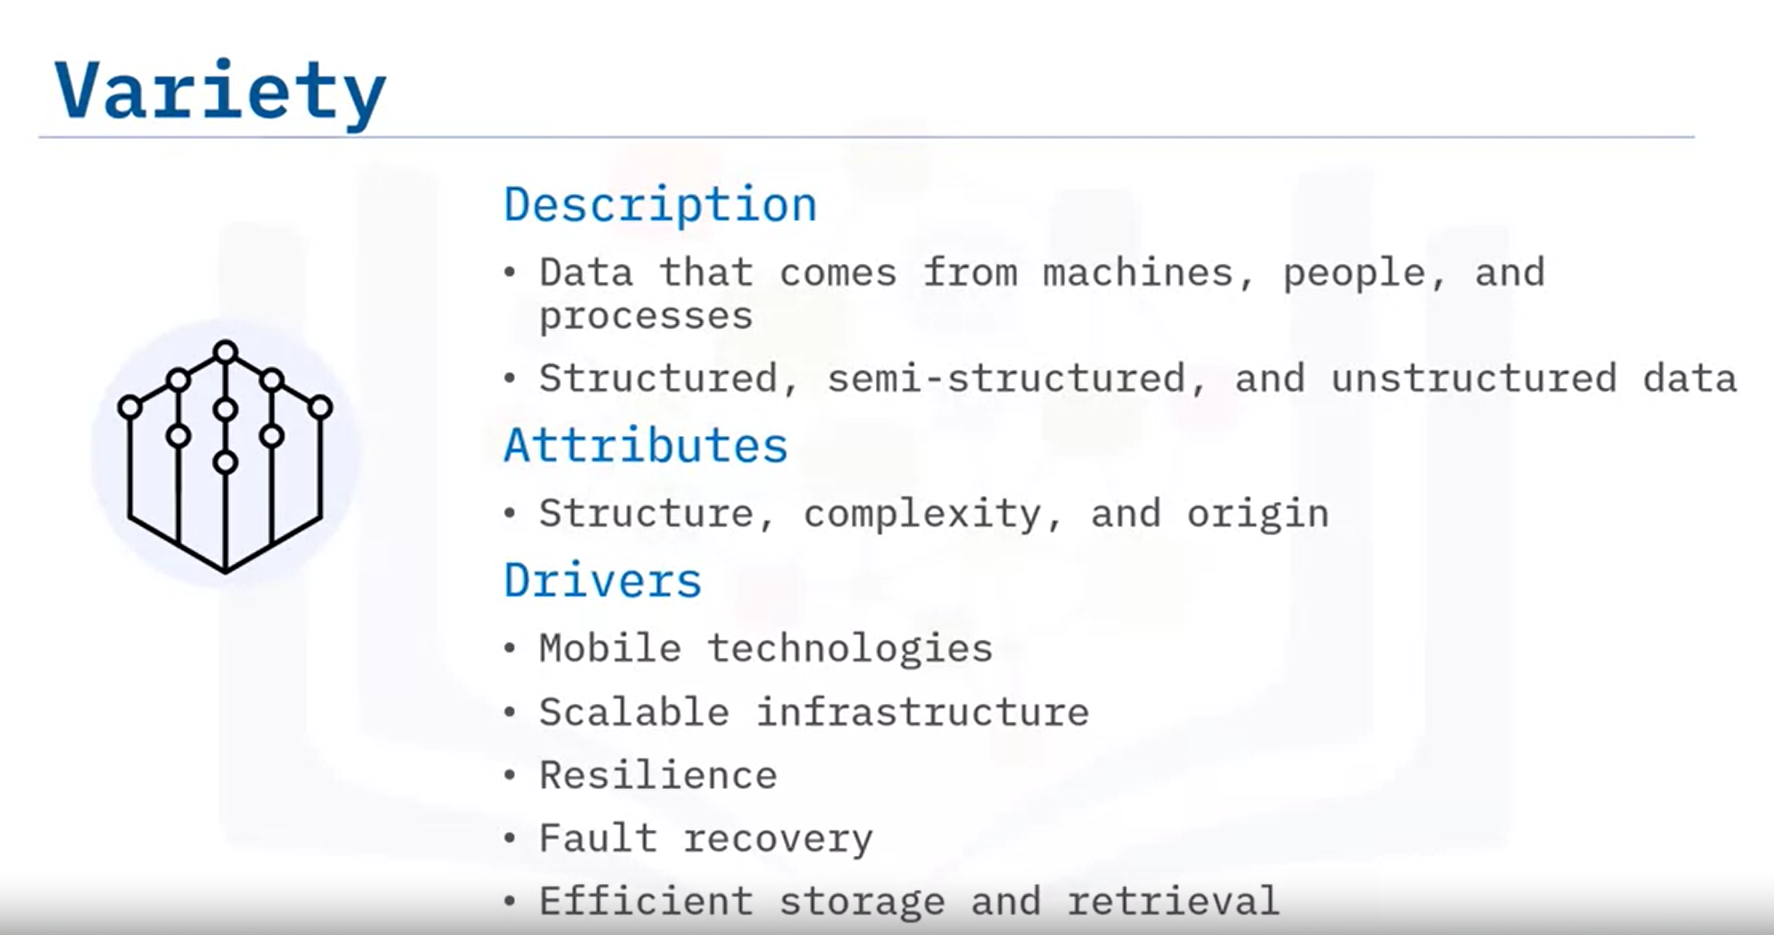 Variety
Description
• Data that comes from machines, people, and
processes
• Structured, semi-structured, and unstructured data
Attributes
• Structure, complexity, and origin
Drivers
• Mobile technologies
• Scalable infrastructure
• Resilience
• Fault recovery
• Efficient storage and retrieval